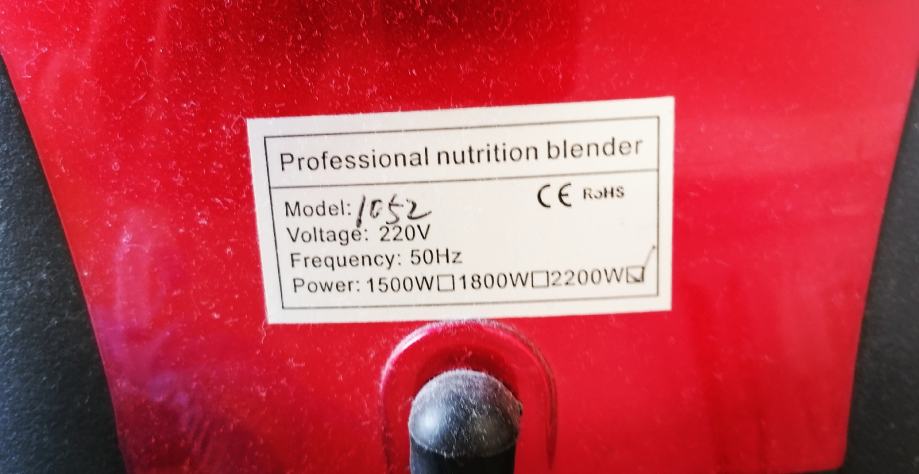 Professional nutrition blender
CE RoHS
Model: 1052
Voltage: 220V
Frequency: 50Hz
Power: 1500W☐1800W☐2200W☑